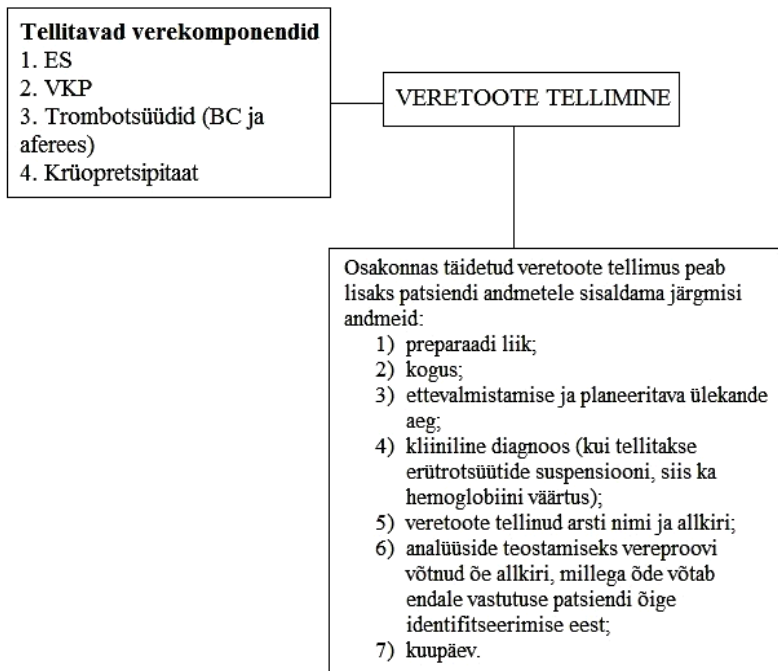 Tellitavad verekomponendid
1. ES
2. VKP
3. Trombotsüüdid (BC ja
aferees)
4. Krüopretsipitaat
VERETOOTE TELLIMINE
Osakonnas täidetud veretoote tellimus peab
lisaks patsiendi andmetele sisaldama järgmisi
andmeid:
1) preparaadi liik;
2) kogus;
3) ettevalmistamise ja planeeritava ülekande
aeg;
4) kliiniline diagnoos (kui tellitakse
erütrotsüütide suspensiooni, siis ka
hemoglobiini väärtus);
5) veretoote tellinud arsti nimi ja allkiri;
6) analüüside teostamiseks vereproovi
võtnud õe allkiri, millega õde võtab
endale vastutuse patsiendi õige
identifitseerimise eest;
7) kuupäev.